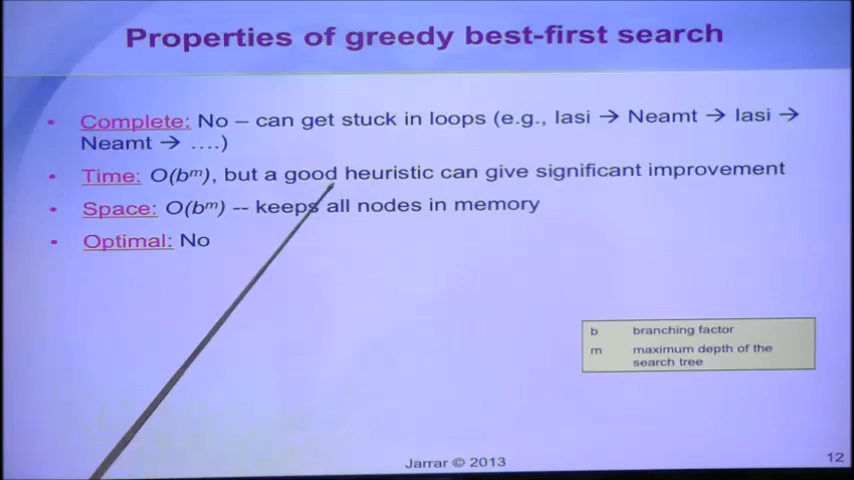 Properties of greedy best-first search
• Complete: No – can get stuck in loops (e.g., Iasi → Neamt → Iasi →
Neamt → ....)
• Time: O(bᵐ), but a good heuristic can give significant improvement
• Space: O(bᵐ) -- keeps all nodes in memory
• Optimal: No
b branching factor
m maximum depth of the
search tree
Jarrar © 2013
12